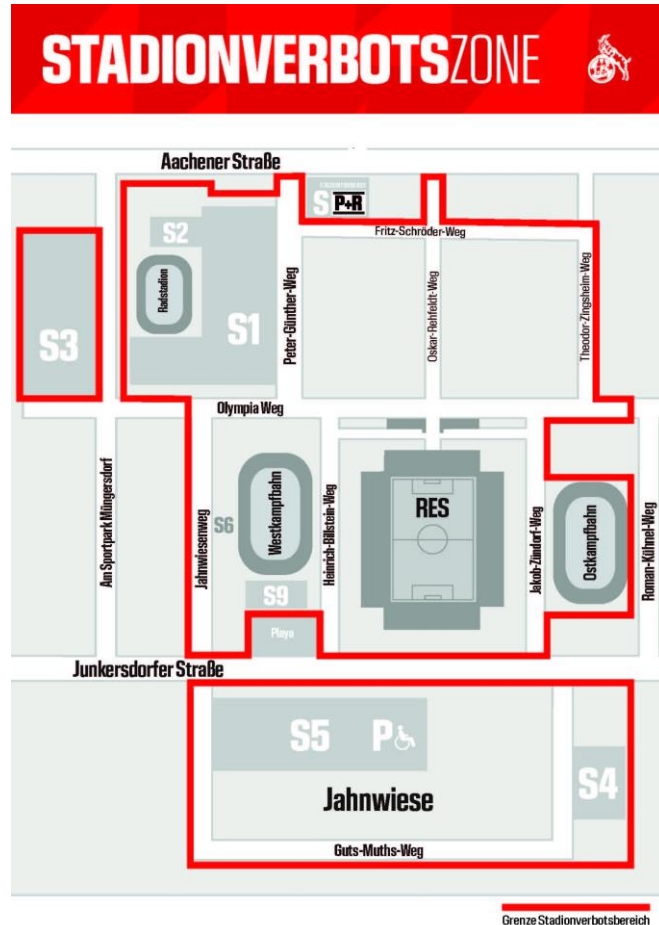 STADIONVERBOTSZONE
Aachener Straße
S P+R
Fritz-Schröder-Weg
S2
Radstadion
S1
S3
Peter-Günther-Weg
Oskar-Rehfeldt-Weg
Theodor-Zingsheim-Weg
Olympia Weg
Am Sportpark Müngersdorf
Jahnwiesenweg
S6
Westkampfbahn
Heinrich-Billstein-Weg
RES
Jakob-Zündorf-Weg
Ostkampfbahn
Roman-Kühnel-Weg
S9
Playa
Junkersdorfer Straße
S5 P
S4
Jahnwiese
Guts-Muths-Weg
Grenze Stadionverbotsbereich